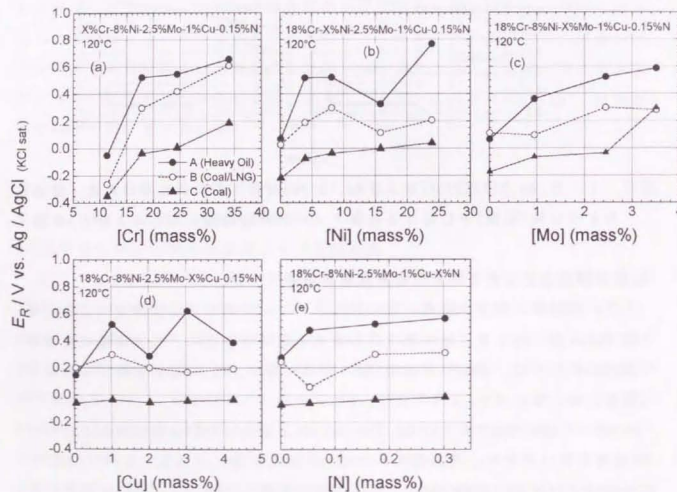 X%Cr-8%Ni-2.5%Mo-1%Cu-0.15%N
120°C
(a)
A (Heavy Oil)
B (Coal/LNG)
C (Coal)
1.0
0.8
0.6
0.4
0.2
0.0
-0.2
-0.4
5 10 15 20 25 30 35 40
[Cr] (mass%)
18%Cr-X%Ni-2.5%Mo-1%Cu-0.15%N
120°C
(b)
0 5 10 15 20 25 30
[Ni] (mass%)
18%Cr-8%Ni-X%Mo-1%Cu-0.15%N
120°C
(c)
0 1 2 3 4
[Mo] (mass%)
E_R / V vs. Ag / AgCl (KCl sat.)
18%Cr-8%Ni-2.5%Mo-X%Cu-0.15%N
120°C
(d)
1.0
0.8
0.6
0.4
0.2
0.0
-0.2
-0.4
0 1 2 3 4 5
[Cu] (mass%)
18%Cr-8%Ni-2.5%Mo-1%Cu-X%N
120°C
(e)
0.0 0.1 0.2 0.3
[N] (mass%)